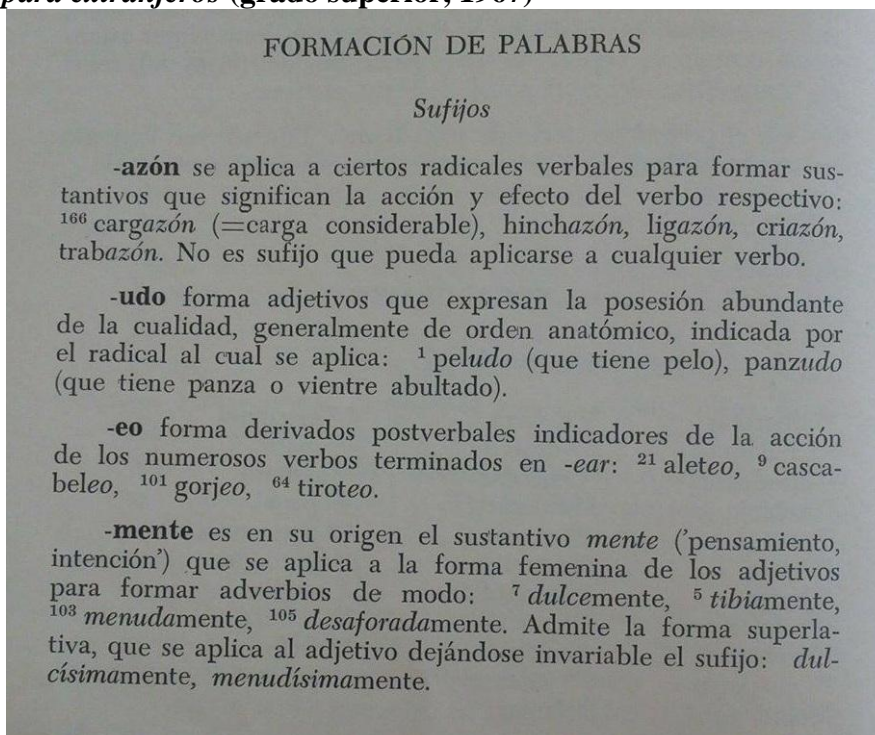 para extranjeros (grado superior, 1967)
FORMACIÓN DE PALABRAS
Sufijos
-azón se aplica a ciertos radicales verbales para formar sus-
tantivos que significan la acción y efecto del verbo respectivo:
166 cargazón (=carga considerable), hinchazón, ligazón, criazón,
trabazón. No es sufijo que pueda aplicarse a cualquier verbo.
-udo forma adjetivos que expresan la posesión abundante
de la cualidad, generalmente de orden anatómico, indicada por
el radical al cual se aplica: 1 peludo (que tiene pelo), panzudo
(que tiene panza o vientre abultado).
-eo forma derivados postverbales indicadores de la acción
de los numerosos verbos terminados en -ear: 21 aleteo, 9 casca-
beleo, 101 gorjeo, 64 tiroteo.
-mente es en su origen el sustantivo mente ('pensamiento,
intención') que se aplica a la forma femenina de los adjetivos
para formar adverbios de modo: 7 dulcemente, 5 tibiamente,
103 menudamente, 105 desaforadamente. Admite la forma superla-
tiva, que se aplica al adjetivo dejándose invariable el sufijo: dul-
císimamente, menudísimamente.